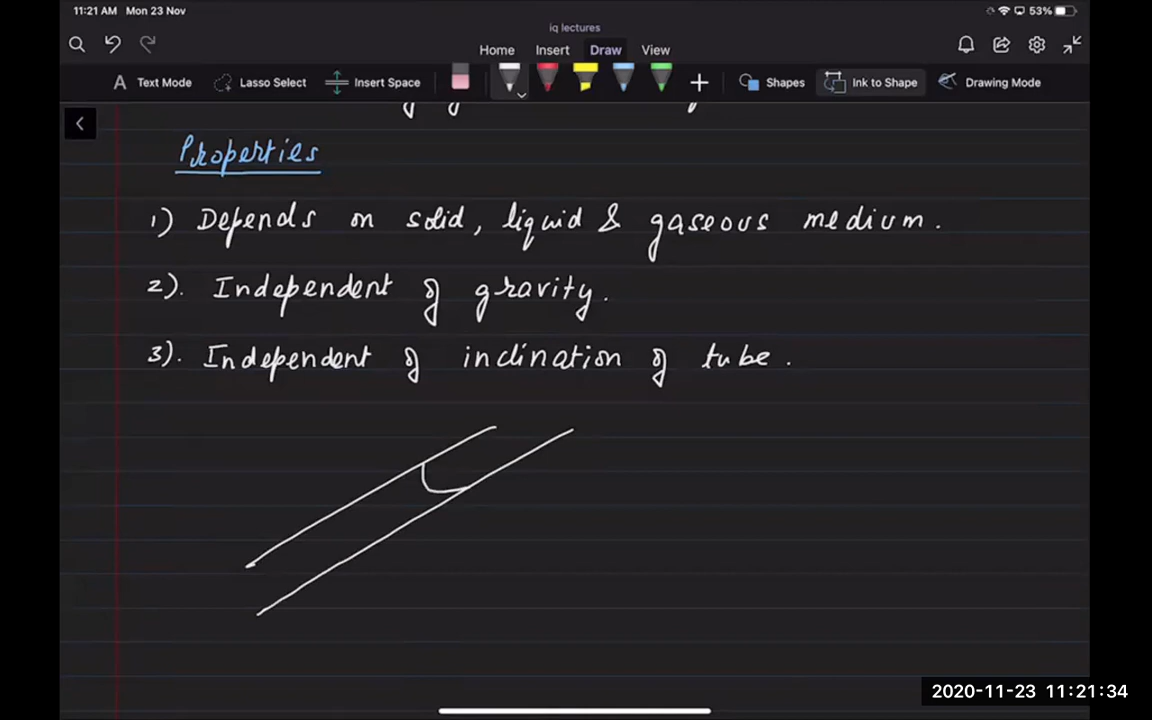 11:21 AM Mon 23 Nov 53%
iq lectures
Home Insert Draw View
Text Mode Lasso Select Insert Space Shapes Ink to Shape Drawing Mode
Properties
1) Depends on solid, liquid & gaseous medium.
2). Independent of gravity.
3). Independent of inclination of tube.
2020-11-23 11:21:34